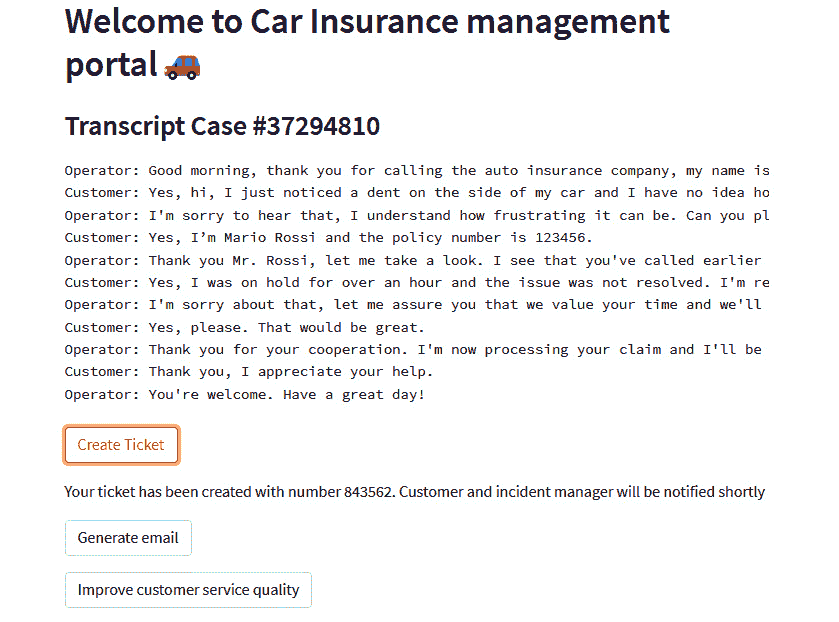 Welcome to Car Insurance management
portal
Transcript Case #37294810
Operator: Good morning, thank you for calling the auto insurance company, my name is
Customer: Yes, hi, I just noticed a dent on the side of my car and I have no idea ho
Operator: I'm sorry to hear that, I understand how frustrating it can be. Can you pl
Customer: Yes, I’m Mario Rossi and the policy number is 123456.
Operator: Thank you Mr. Rossi, let me take a look. I see that you've called earlier
Customer: Yes, I was on hold for over an hour and the issue was not resolved. I'm re
Operator: I'm sorry about that, let me assure you that we value your time and we'll
Customer: Yes, please. That would be great.
Operator: Thank you for your cooperation. I'm now processing your claim and I'll be
Customer: Thank you, I appreciate your help.
Operator: You're welcome. Have a great day!
Create Ticket
Your ticket has been created with number 843562. Customer and incident manager will be notified shortly
Generate email
Improve customer service quality